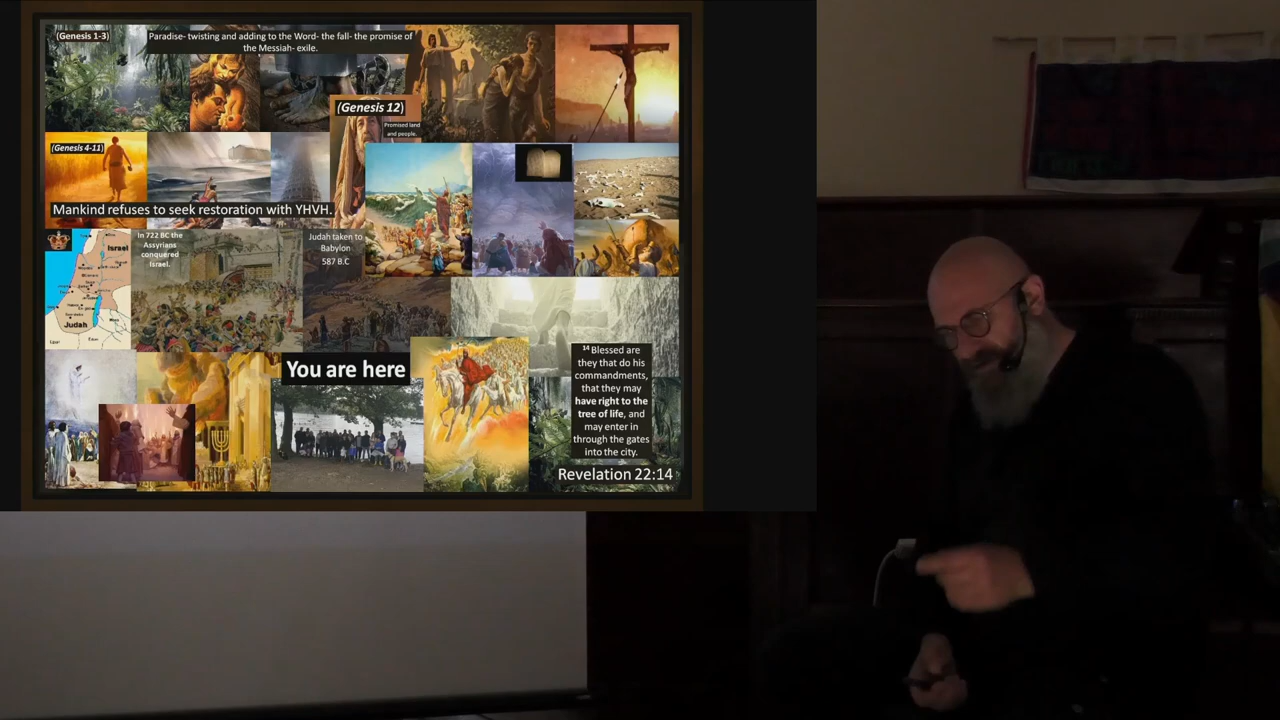 (Genesis 1-3)
Paradise- twisting and adding to the Word- the fall- the promise of
the Messiah- exile.
(Genesis 12)
Promised land
and people.
(Genesis 4-11)
Mankind refuses to seek restoration with YHVH.
In 722 BC the
Assyrians
conquered
Israel.
Judah taken to
Babylon
587 B.C
Israel
Judah
You are here
14 Blessed are
they that do his
commandments,
that they may
have right to the
tree of life, and
may enter in
through the gates
into the city.
Revelation 22:14